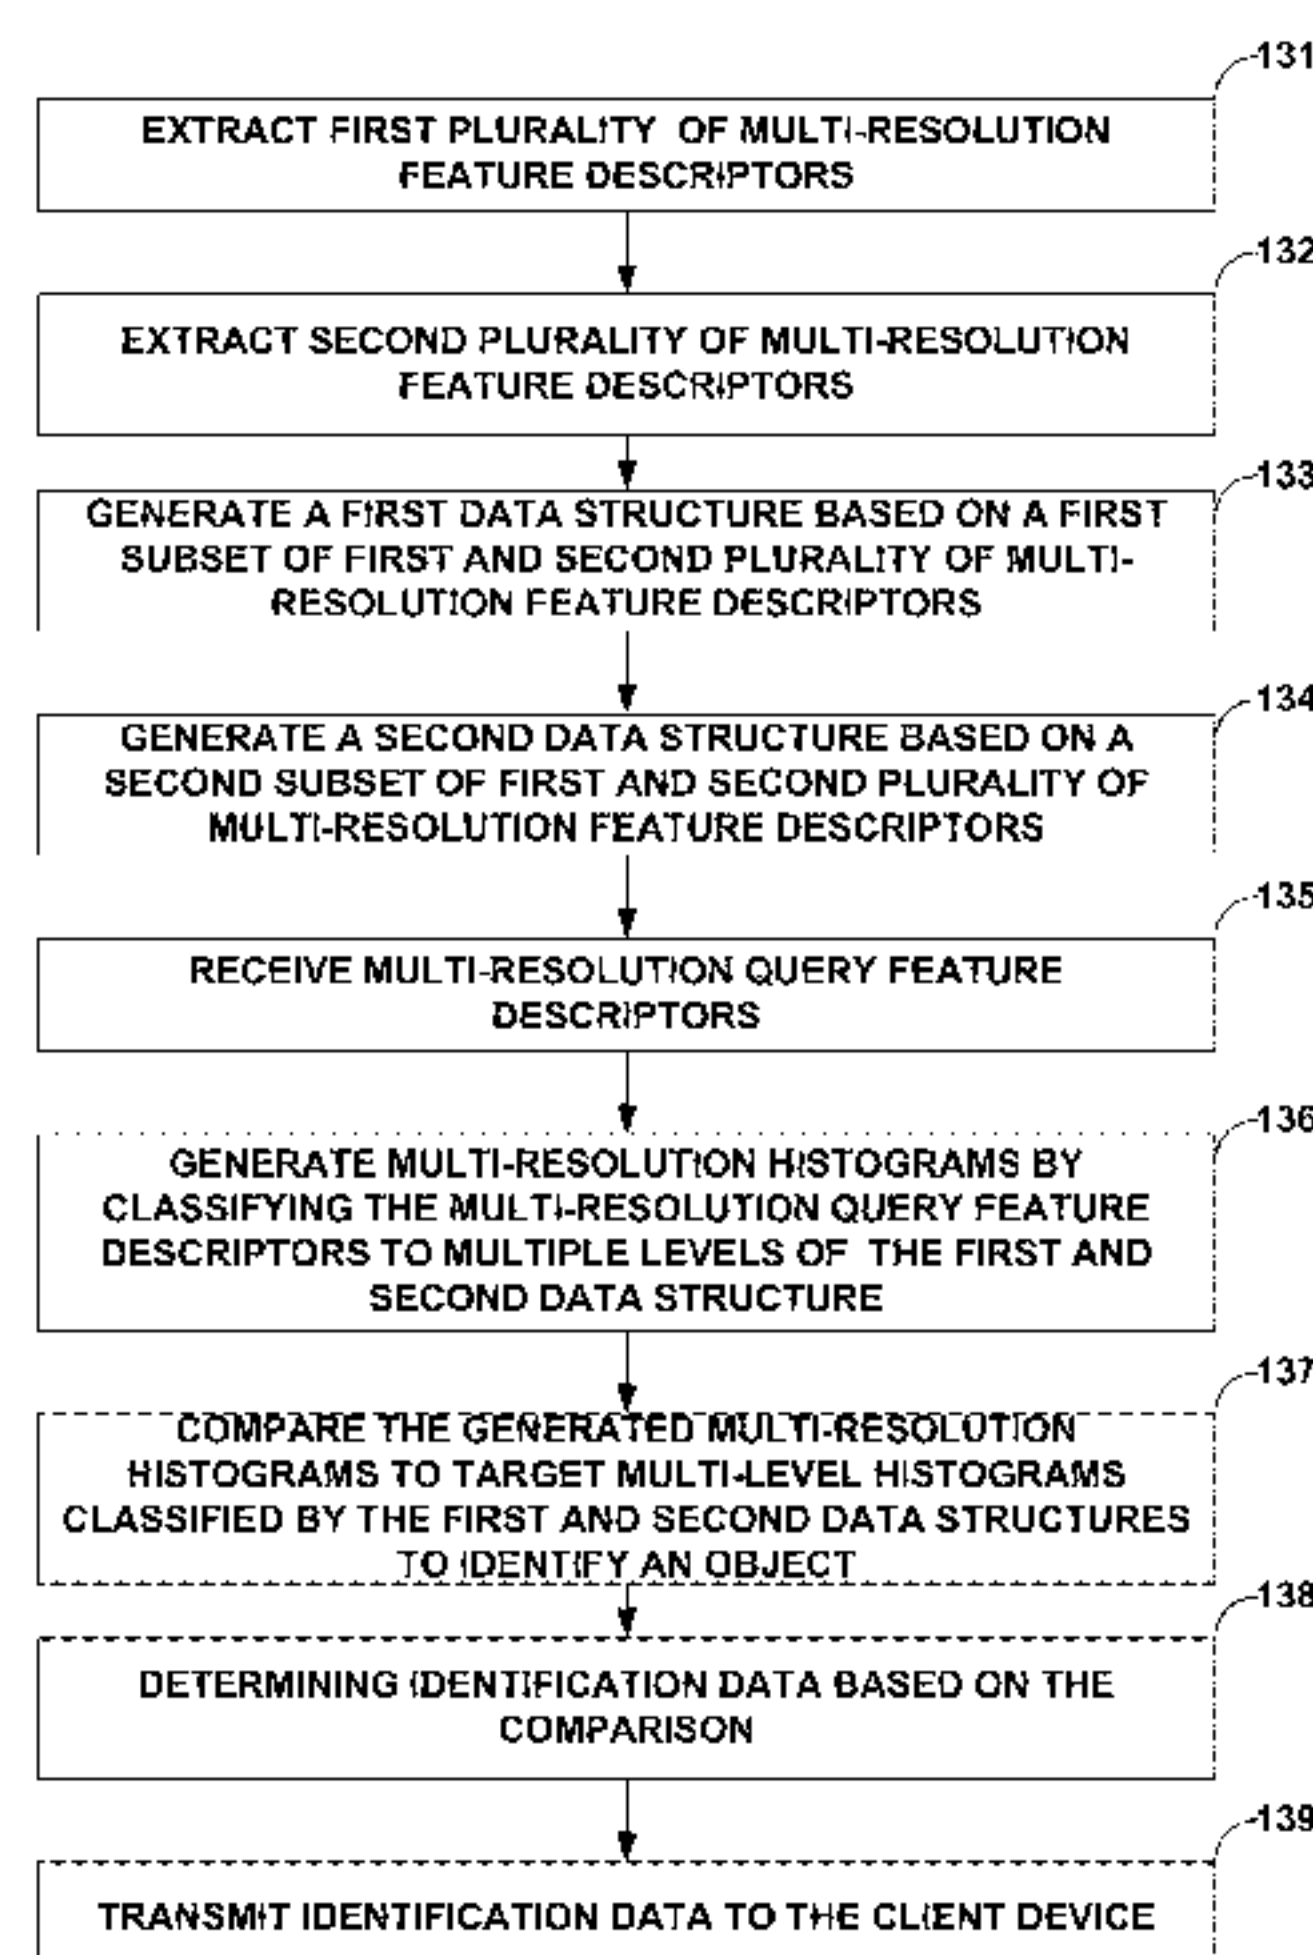 131
EXTRACT FIRST PLURALITY OF MULTI-RESOLUTION
FEATURE DESCRIPTORS
132
EXTRACT SECOND PLURALITY OF MULTI-RESOLUTION
FEATURE DESCRIPTORS
133
GENERATE A FIRST DATA STRUCTURE BASED ON A FIRST
SUBSET OF FIRST AND SECOND PLURALITY OF MULTI-
RESOLUTION FEATURE DESCRIPTORS
134
GENERATE A SECOND DATA STRUCTURE BASED ON A
SECOND SUBSET OF FIRST AND SECOND PLURALITY OF
MULTI-RESOLUTION FEATURE DESCRIPTORS
135
RECEIVE MULTI-RESOLUTION QUERY FEATURE
DESCRIPTORS
136
GENERATE MULTI-RESOLUTION HISTOGRAMS BY
CLASSIFYING THE MULTI-RESOLUTION QUERY FEATURE
DESCRIPTORS TO MULTIPLE LEVELS OF THE FIRST AND
SECOND DATA STRUCTURE
137
COMPARE THE GENERATED MULTI-RESOLUTION
HISTOGRAMS TO TARGET MULTI-LEVEL HISTOGRAMS
CLASSIFIED BY THE FIRST AND SECOND DATA STRUCTURES
TO IDENTIFY AN OBJECT
138
DETERMINING IDENTIFICATION DATA BASED ON THE
COMPARISON
139
TRANSMIT IDENTIFICATION DATA TO THE CLIENT DEVICE